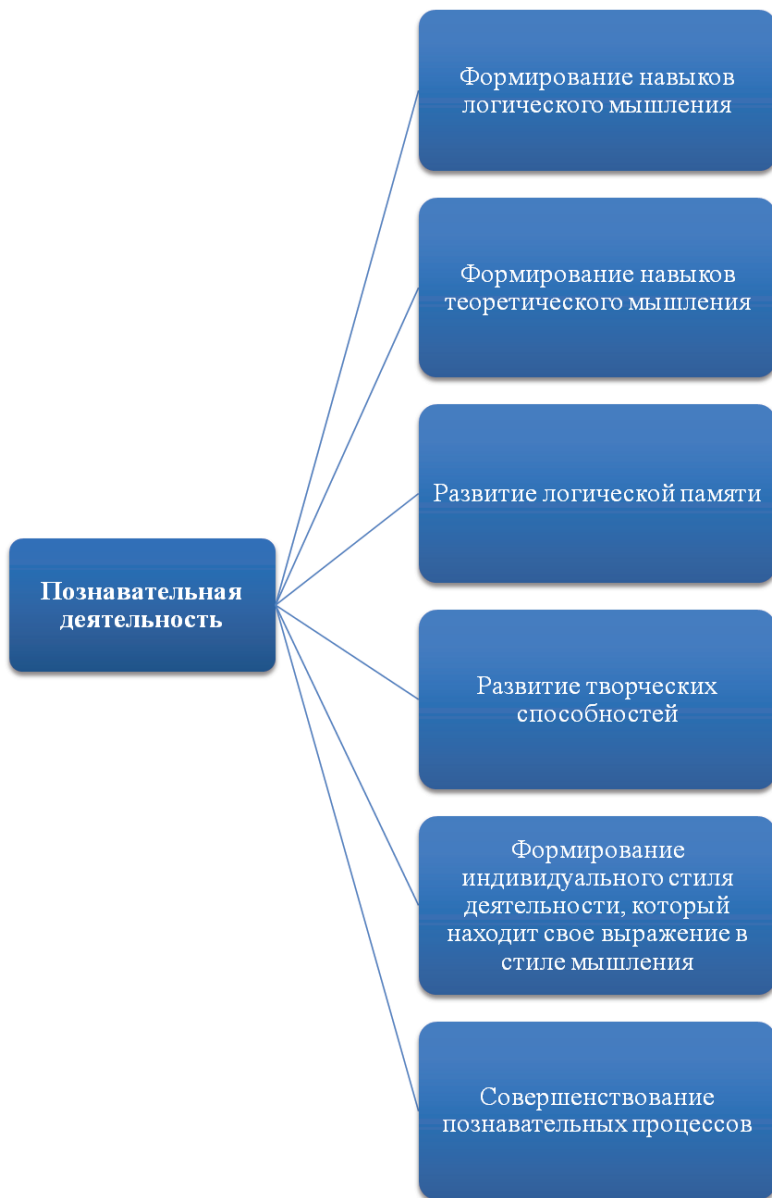 Формирование навыков
логического мышления
Формирование навыков
теоретического мышления
Развитие логической памяти
Познавательная
деятельность
Развитие творческих
способностей
Формирование
индивидуального стиля
деятельности, который
находит свое выражение в
стиле мышления
Совершенствование
познавательных процессов